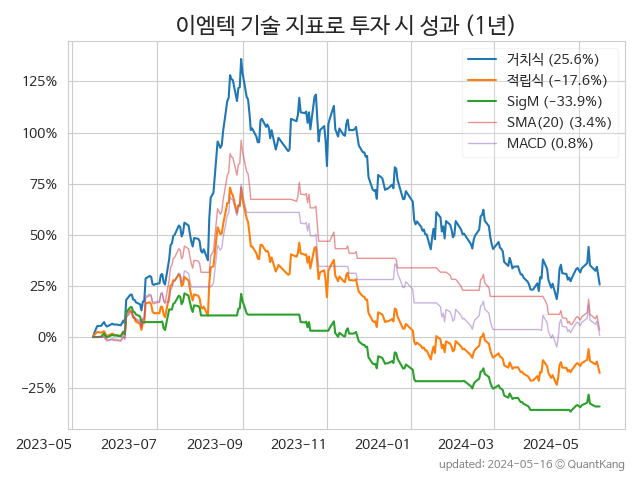 이엠텍 기술 지표로 투자 시 성과 (1년)
거치식 (25.6%)
적립식 (−17.6%)
SigM (−33.9%)
SMA(20) (3.4%)
MACD (0.8%)
125%
100%
75%
50%
25%
0%
−25%
2023-05 2023-07 2023-09 2023-11 2024-01 2024-03 2024-05
updated: 2024-05-16 ⓒ QuantKang